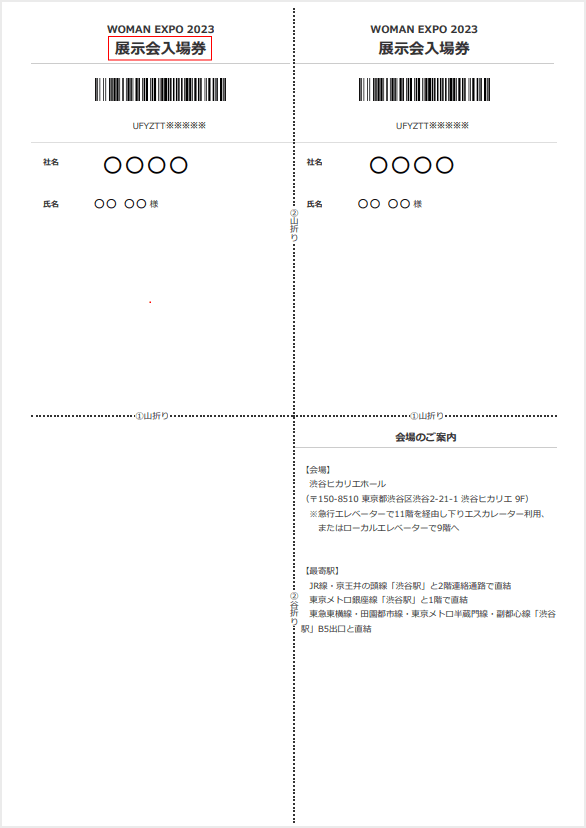 WOMAN EXPO 2023
展示会入場券
UFYZTT※※※※※
社名 〇〇〇〇
氏名 〇〇 〇〇 様
WOMAN EXPO 2023
展示会入場券
UFYZTT※※※※※
社名 〇〇〇〇
氏名 〇〇 〇〇 様
②山折り
①山折り
①山折り
②谷折り
会場のご案内
【会場】
渋谷ヒカリエホール
（〒150-8510 東京都渋谷区渋谷2-21-1 渋谷ヒカリエ 9F）
※急行エレベーターで11階を経由し下りエスカレーター利用、
またはローカルエレベーターで9階へ
【最寄駅】
JR線・京王井の頭線「渋谷駅」と2階連絡通路で直結
東京メトロ銀座線「渋谷駅」と1階で直結
東急東横線・田園都市線・東京メトロ半蔵門線・副都心線「渋谷
駅」B5出口と直結